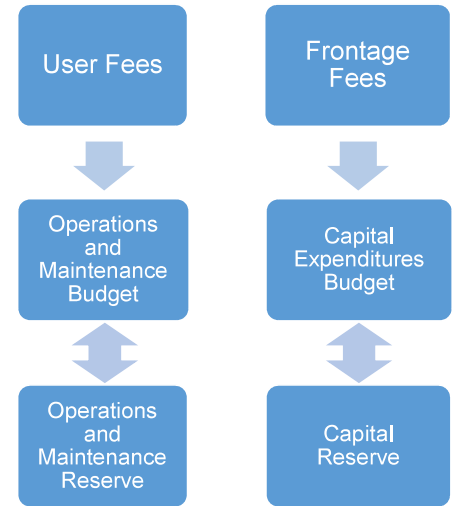 User Fees
Frontage
Fees
Operations
and
Maintenance
Budget
Capital
Expenditures
Budget
Operations
and
Maintenance
Reserve
Capital
Reserve